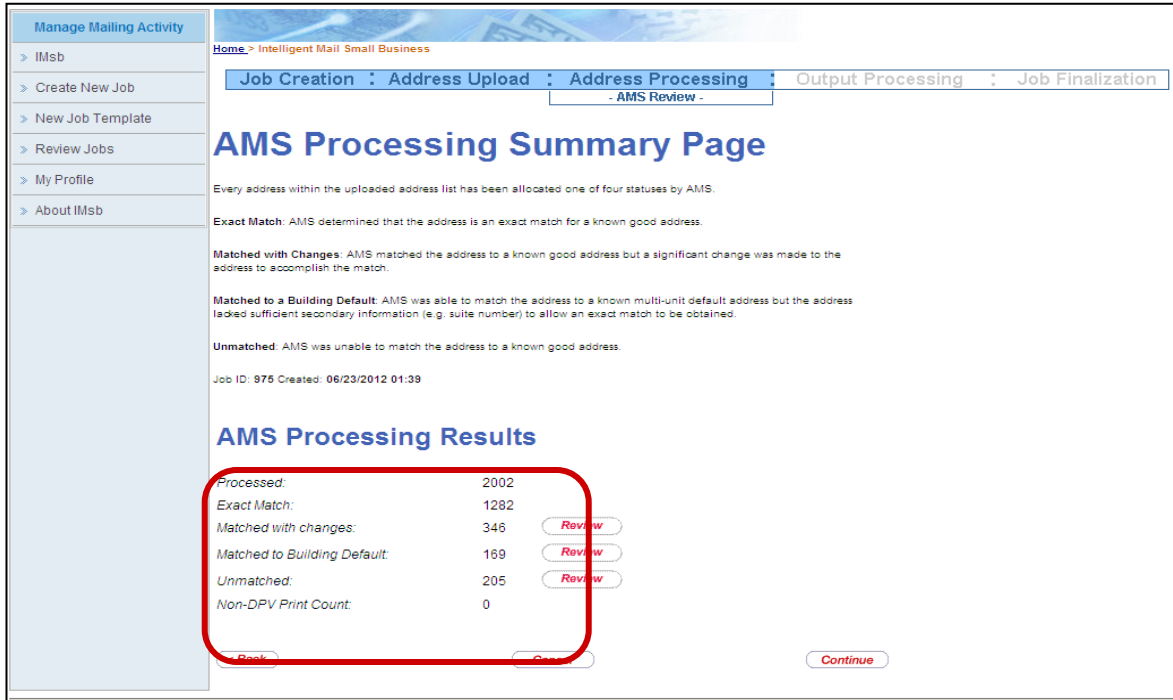 Manage Mailing Activity
» IMsb
» Create New Job
» New Job Template
» Review Jobs
» My Profile
» About IMsb
Home > Intelligent Mail Small Business
Job Creation : Address Upload : Address Processing : Output Processing : Job Finalization
- AMS Review -
AMS Processing Summary Page
Every address within the uploaded address list has been allocated one of four statuses by AMS.
Exact Match: AMS determined that the address is an exact match for a known good address.
Matched with Changes: AMS matched the address to a known good address but a significant change was made to the
address to accomplish the match.
Matched to a Building Default: AMS was able to match the address to a known multi-unit default address but the address
lacked sufficient secondary information (e.g. suite number) to allow an exact match to be obtained.
Unmatched: AMS was unable to match the address to a known good address.
Job ID: 975 Created: 06/23/2012 01:39
AMS Processing Results
Processed: 2002
Exact Match: 1282
Matched with changes: 346 Review
Matched to Building Default: 169 Review
Unmatched: 205 Review
Non-DPV Print Count: 0
< Back Cancel Continue